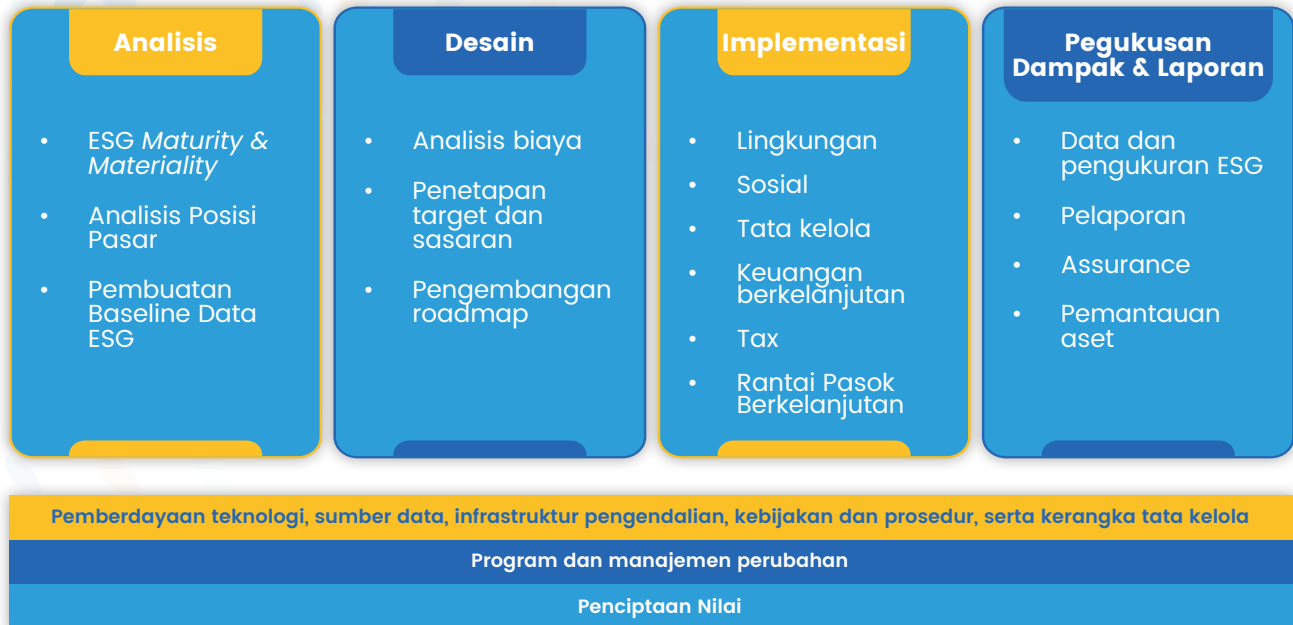 Analisis
• ESG Maturity &
Materiality
• Analisis Posisi
Pasar
• Pembuatan
Baseline Data
ESG
Desain
• Analisis biaya
• Penetapan
target dan
sasaran
• Pengembangan
roadmap
Implementasi
• Lingkungan
• Sosial
• Tata kelola
• Keuangan
berkelanjutan
• Tax
• Rantai Pasok
Berkelanjutan
Pegukusan
Dampak & Laporan
• Data dan
pengukuran ESG
• Pelaporan
• Assurance
• Pemantauan
aset
Pemberdayaan teknologi, sumber data, infrastruktur pengendalian, kebijakan dan prosedur, serta kerangka tata kelola
Program dan manajemen perubahan
Penciptaan Nilai